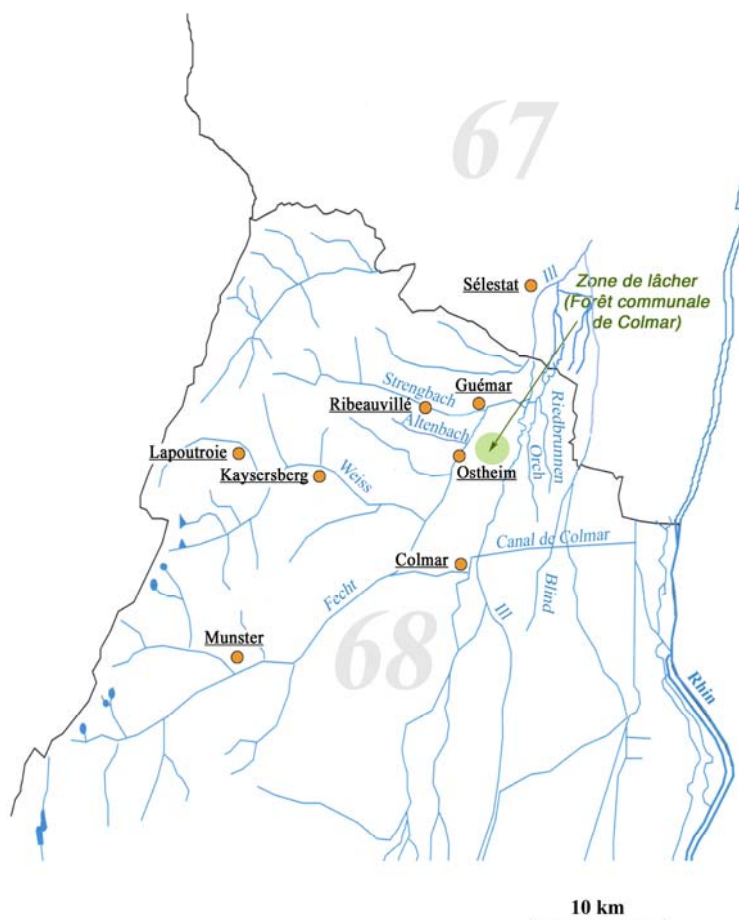 67
Sélestat
Ill
Zone de lâcher
(Forêt communale
de Colmar)
Strengbach
Guémar
Ribeauvillé
Altenbach
Riedbrunnen
Orch
Lapoutroie
Kaysersberg
Weiss
Ostheim
Colmar
Canal de Colmar
Fecht
Blind
Ill
Munster
68
Rhin
10 km